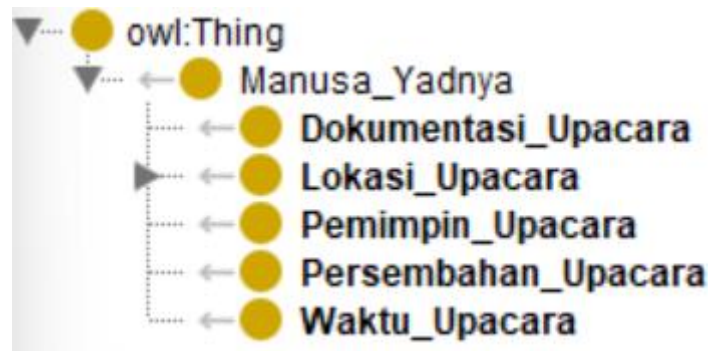 owl:Thing
Manusa_Yadnya
Dokumentasi_Upacara
Lokasi_Upacara
Pemimpin_Upacara
Persembahan_Upacara
Waktu_Upacara